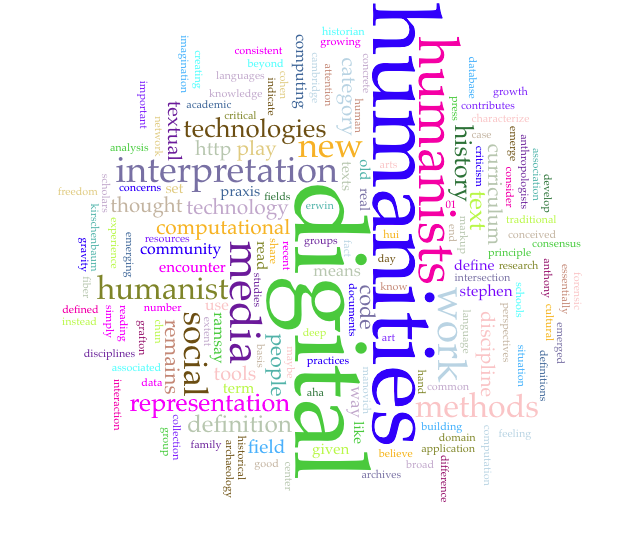 humanities
digital
humanists
media
interpretation
work
new
methods
humanist
social
representation
technologies
history
text
definition
technology
computational
thought
code
discipline
curriculum
people
category
textual
computing
tools
remains
field
community
play
http
praxis
set
texts
old
real
define
stephen
encounter
read
means
use
ramsay
term
way
like
given
historian
growing
consistent
beyond
creating
imagination
languages
cohen
cambridge
attention
concrete
human
database
growth
contributes
press
characterize
important
academic
knowledge
indicate
critical
network
analysis
case
emerge
anthropologists
association
develop
criticism
consider
arts
freedom
scholars
concerns
fields
erwin
01
markup
end
traditional
conceived
consensus
kirschenbaum
experience
gravity
emerging
resources
share
recent
groups
fact
hui
day
know
principle
research
intersection
language
anthony
essentially
forensic
fiber
defined
instead
simply
reading
number
grafton
chun
extent
studies
basis
deep
maybe
documents
art
practices
manovich
aha
schools
perspectives
cultural
emerged
situation
definitions
disciplines
associated
data
interaction
collection
group
family
historical
archaeology
good
center
archives
believe
broad
hand
common
building
domain
application
difference
computation
feeling